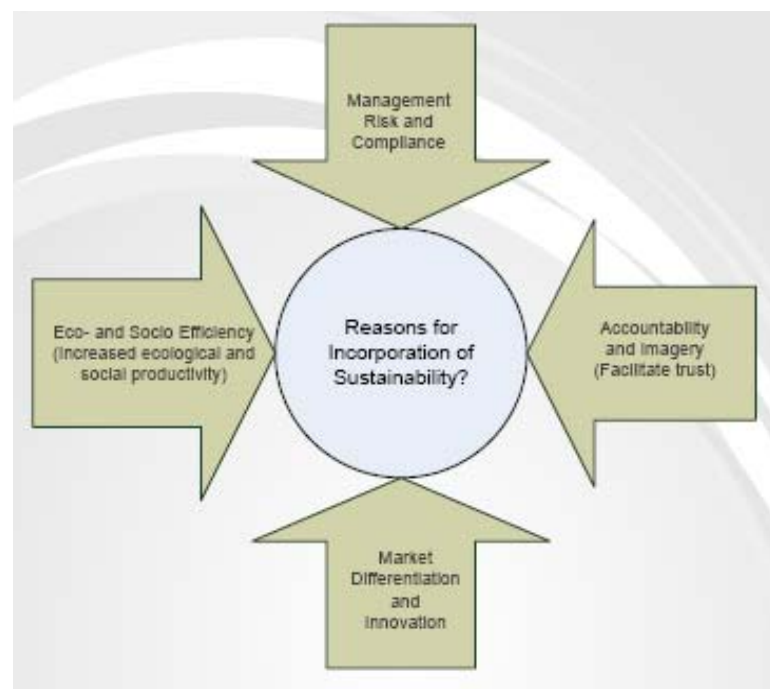 Management
Risk and
Compliance
Eco- and Socio Efficiency
(Increased ecological and
social productivity)
Reasons for
Incorporation of
Sustainability?
Accountability
and Imagery
(Facilitate trust)
Market
Differentiation
and
Innovation